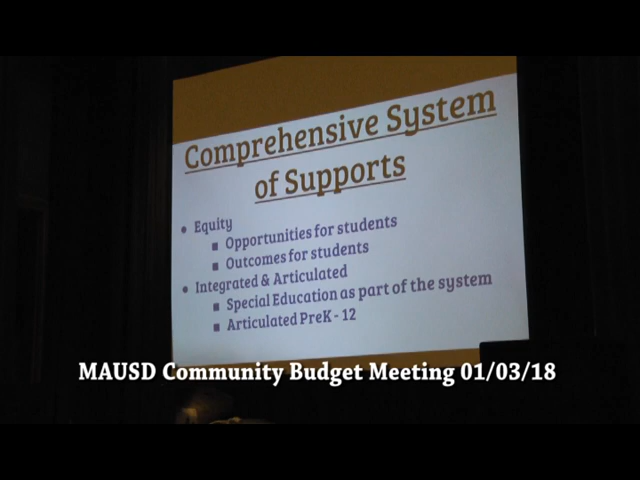 Comprehensive System
of Supports
• Equity
▪ Opportunities for students
▪ Outcomes for students
• Integrated & Articulated
▪ Special Education as part of the system
▪ Articulated PreK - 12
MAUSD Community Budget Meeting 01/03/18